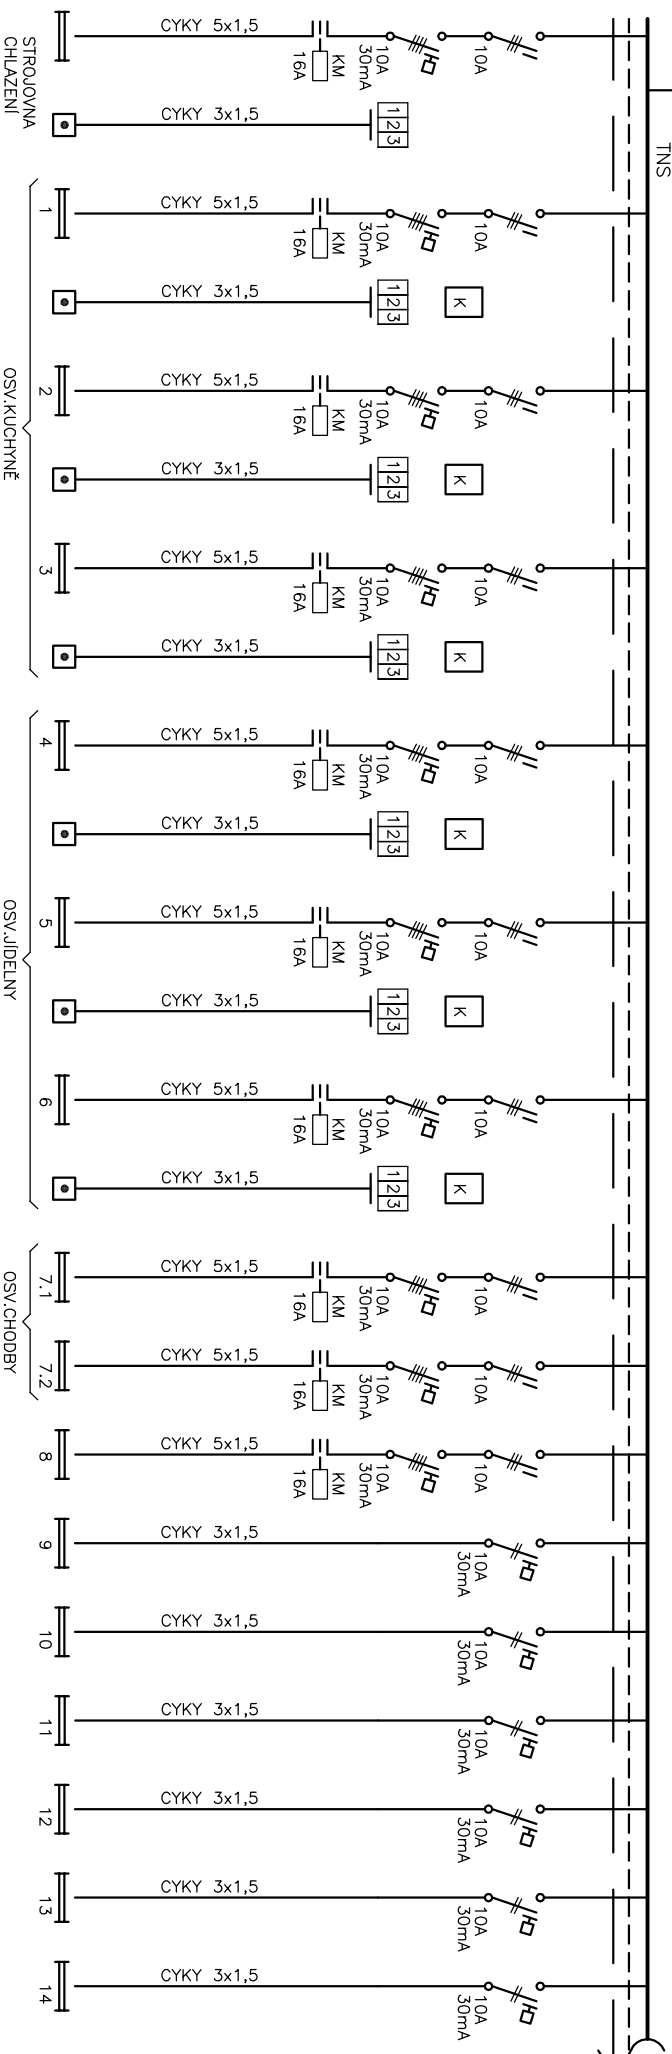 TNS
STROJOVNA
CHLAZENÍ
CYKY 5x1,5
KM
16A
10A
30mA
10A
CYKY 3x1,5
1 2 3
OSV.KUCHYNĚ
1
CYKY 5x1,5
KM
16A
10A
30mA
10A
CYKY 3x1,5
1 2 3
K
2
CYKY 5x1,5
KM
16A
10A
30mA
10A
CYKY 3x1,5
1 2 3
K
3
CYKY 5x1,5
KM
16A
10A
30mA
10A
CYKY 3x1,5
1 2 3
K
OSV.JÍDELNY
4
CYKY 5x1,5
KM
16A
10A
30mA
10A
CYKY 3x1,5
1 2 3
K
5
CYKY 5x1,5
KM
16A
10A
30mA
10A
CYKY 3x1,5
1 2 3
K
6
CYKY 5x1,5
KM
16A
10A
30mA
10A
CYKY 3x1,5
1 2 3
K
OSV.CHODBY
7.1
CYKY 5x1,5
KM
16A
10A
30mA
10A
7.2
CYKY 5x1,5
KM
16A
10A
30mA
10A
8
CYKY 5x1,5
KM
16A
10A
30mA
10A
9
CYKY 3x1,5
10A
30mA
10
CYKY 3x1,5
10A
30mA
11
CYKY 3x1,5
10A
30mA
12
CYKY 3x1,5
10A
30mA
13
CYKY 3x1,5
10A
30mA
14
CYKY 3x1,5
10A
30mA